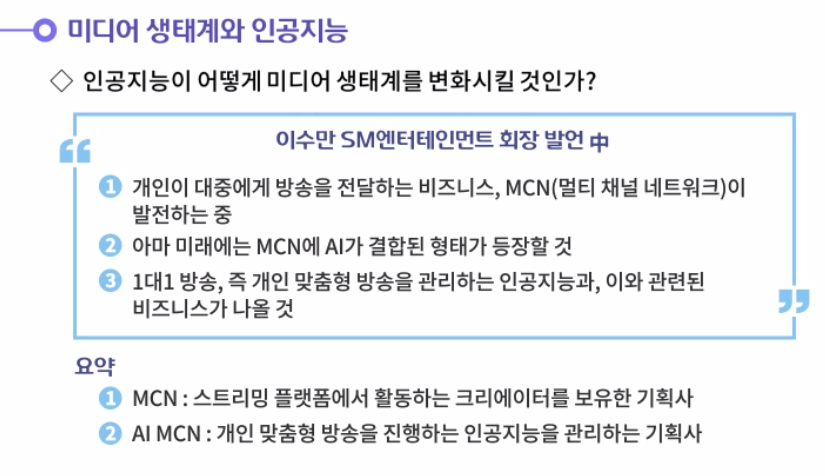 미디어 생태계와 인공지능
◇ 인공지능이 어떻게 미디어 생태계를 변화시킬 것인가?
“
이수만 SM엔터테인먼트 회장 발언 中
1 개인이 대중에게 방송을 전달하는 비즈니스, MCN(멀티 채널 네트워크)이
발전하는 중
2 아마 미래에는 MCN에 AI가 결합된 형태가 등장할 것
3 1대1 방송, 즉 개인 맞춤형 방송을 관리하는 인공지능과, 이와 관련된
비즈니스가 나올 것
”
요약
1 MCN : 스트리밍 플랫폼에서 활동하는 크리에이터를 보유한 기획사
2 AI MCN : 개인 맞춤형 방송을 진행하는 인공지능을 관리하는 기획사